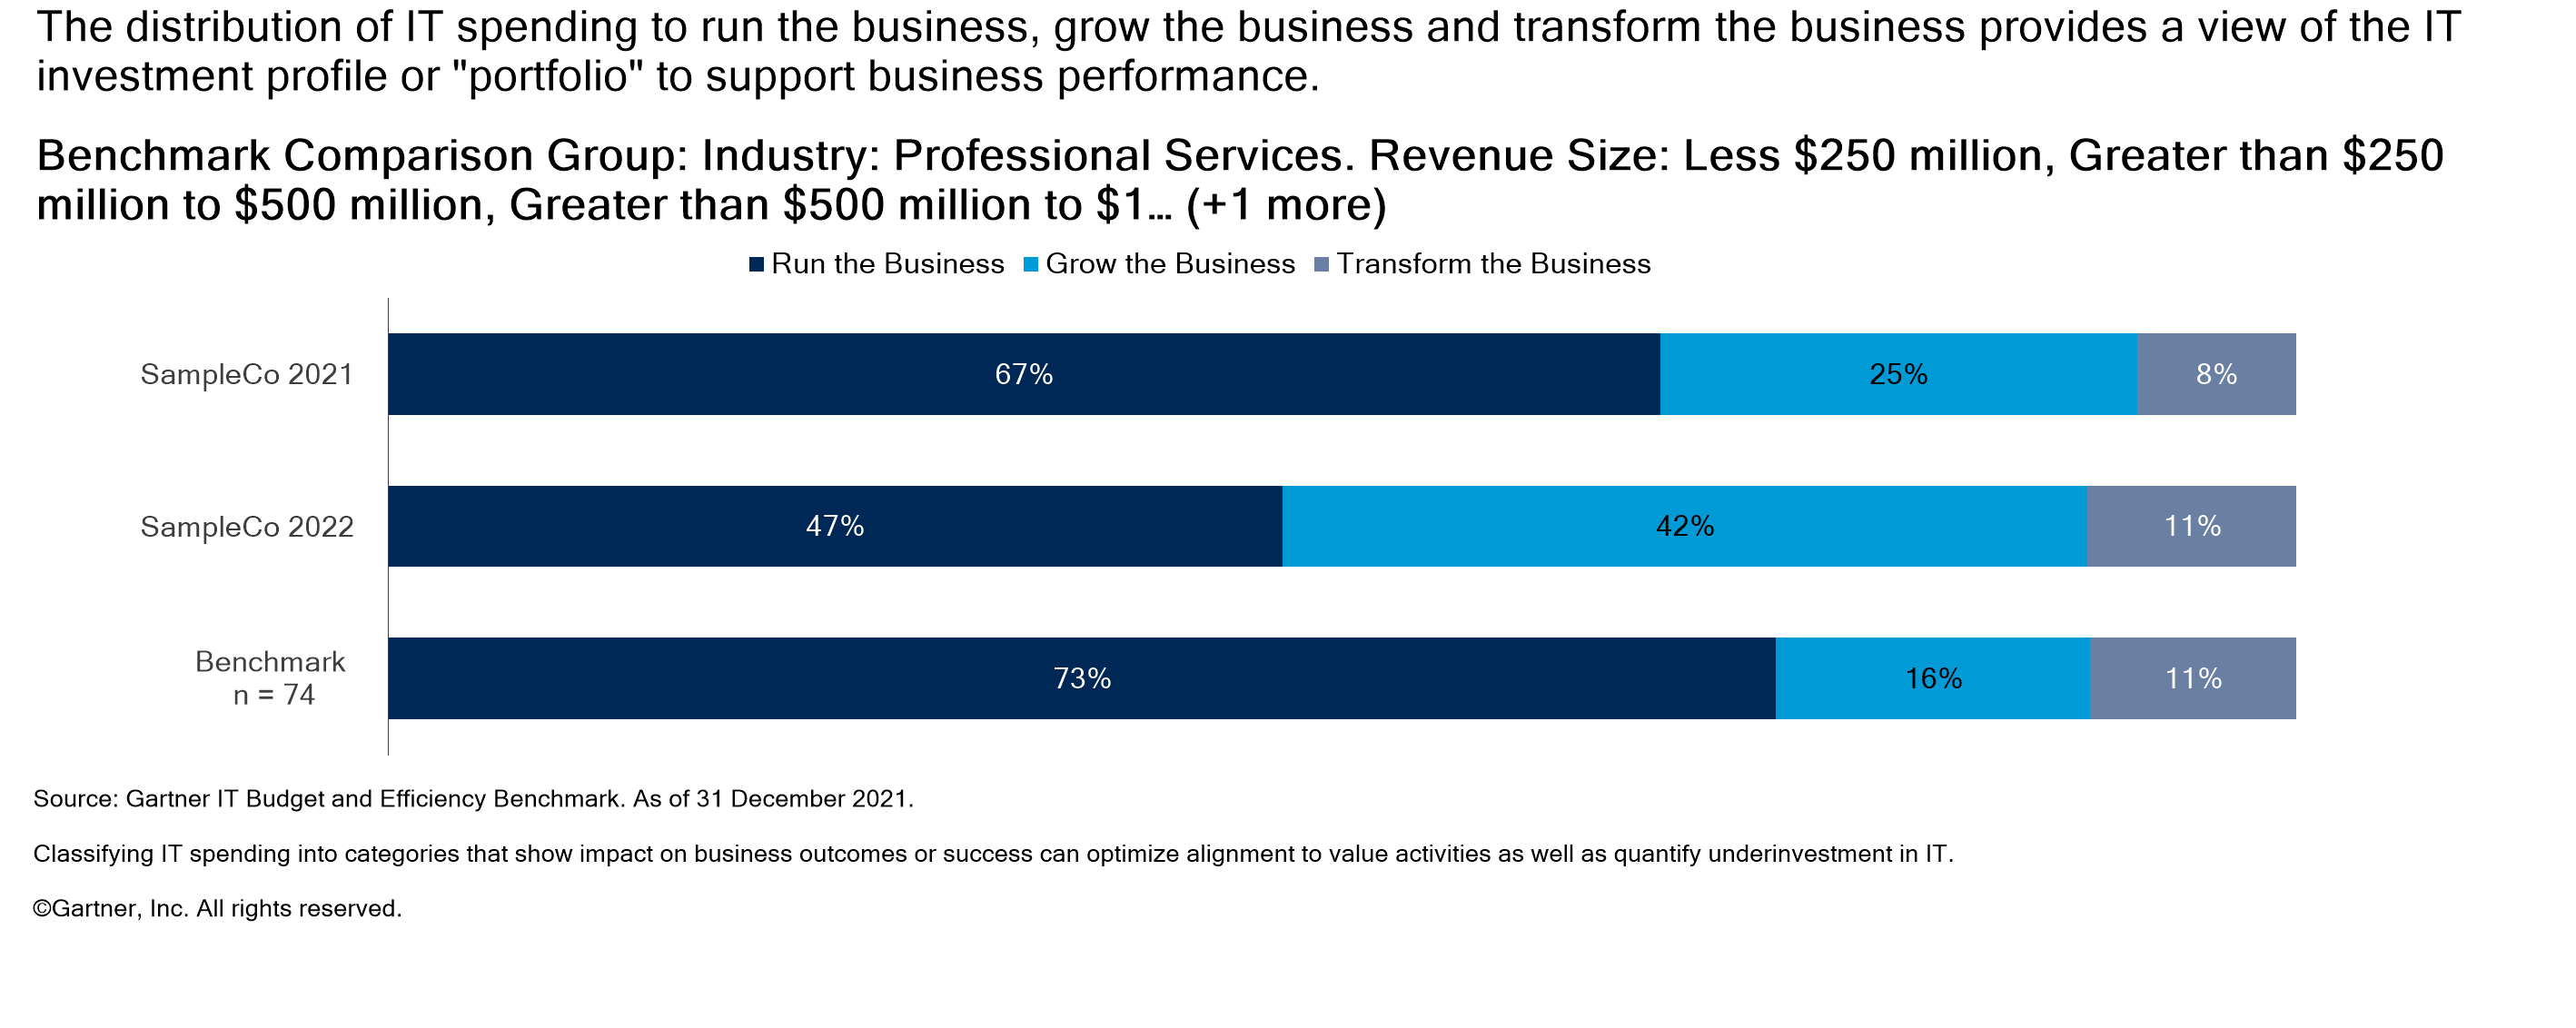 The distribution of IT spending to run the business, grow the business and transform the business provides a view of the IT
investment profile or "portfolio" to support business performance.
Benchmark Comparison Group: Industry: Professional Services. Revenue Size: Less $250 million, Greater than $250
million to $500 million, Greater than $500 million to $1… (+1 more)
Run the Business Grow the Business Transform the Business
SampleCo 2021 67% 25% 8%
SampleCo 2022 47% 42% 11%
Benchmark
n = 74
73% 16% 11%
Source: Gartner IT Budget and Efficiency Benchmark. As of 31 December 2021.
Classifying IT spending into categories that show impact on business outcomes or success can optimize alignment to value activities as well as quantify underinvestment in IT.
©Gartner, Inc. All rights reserved.